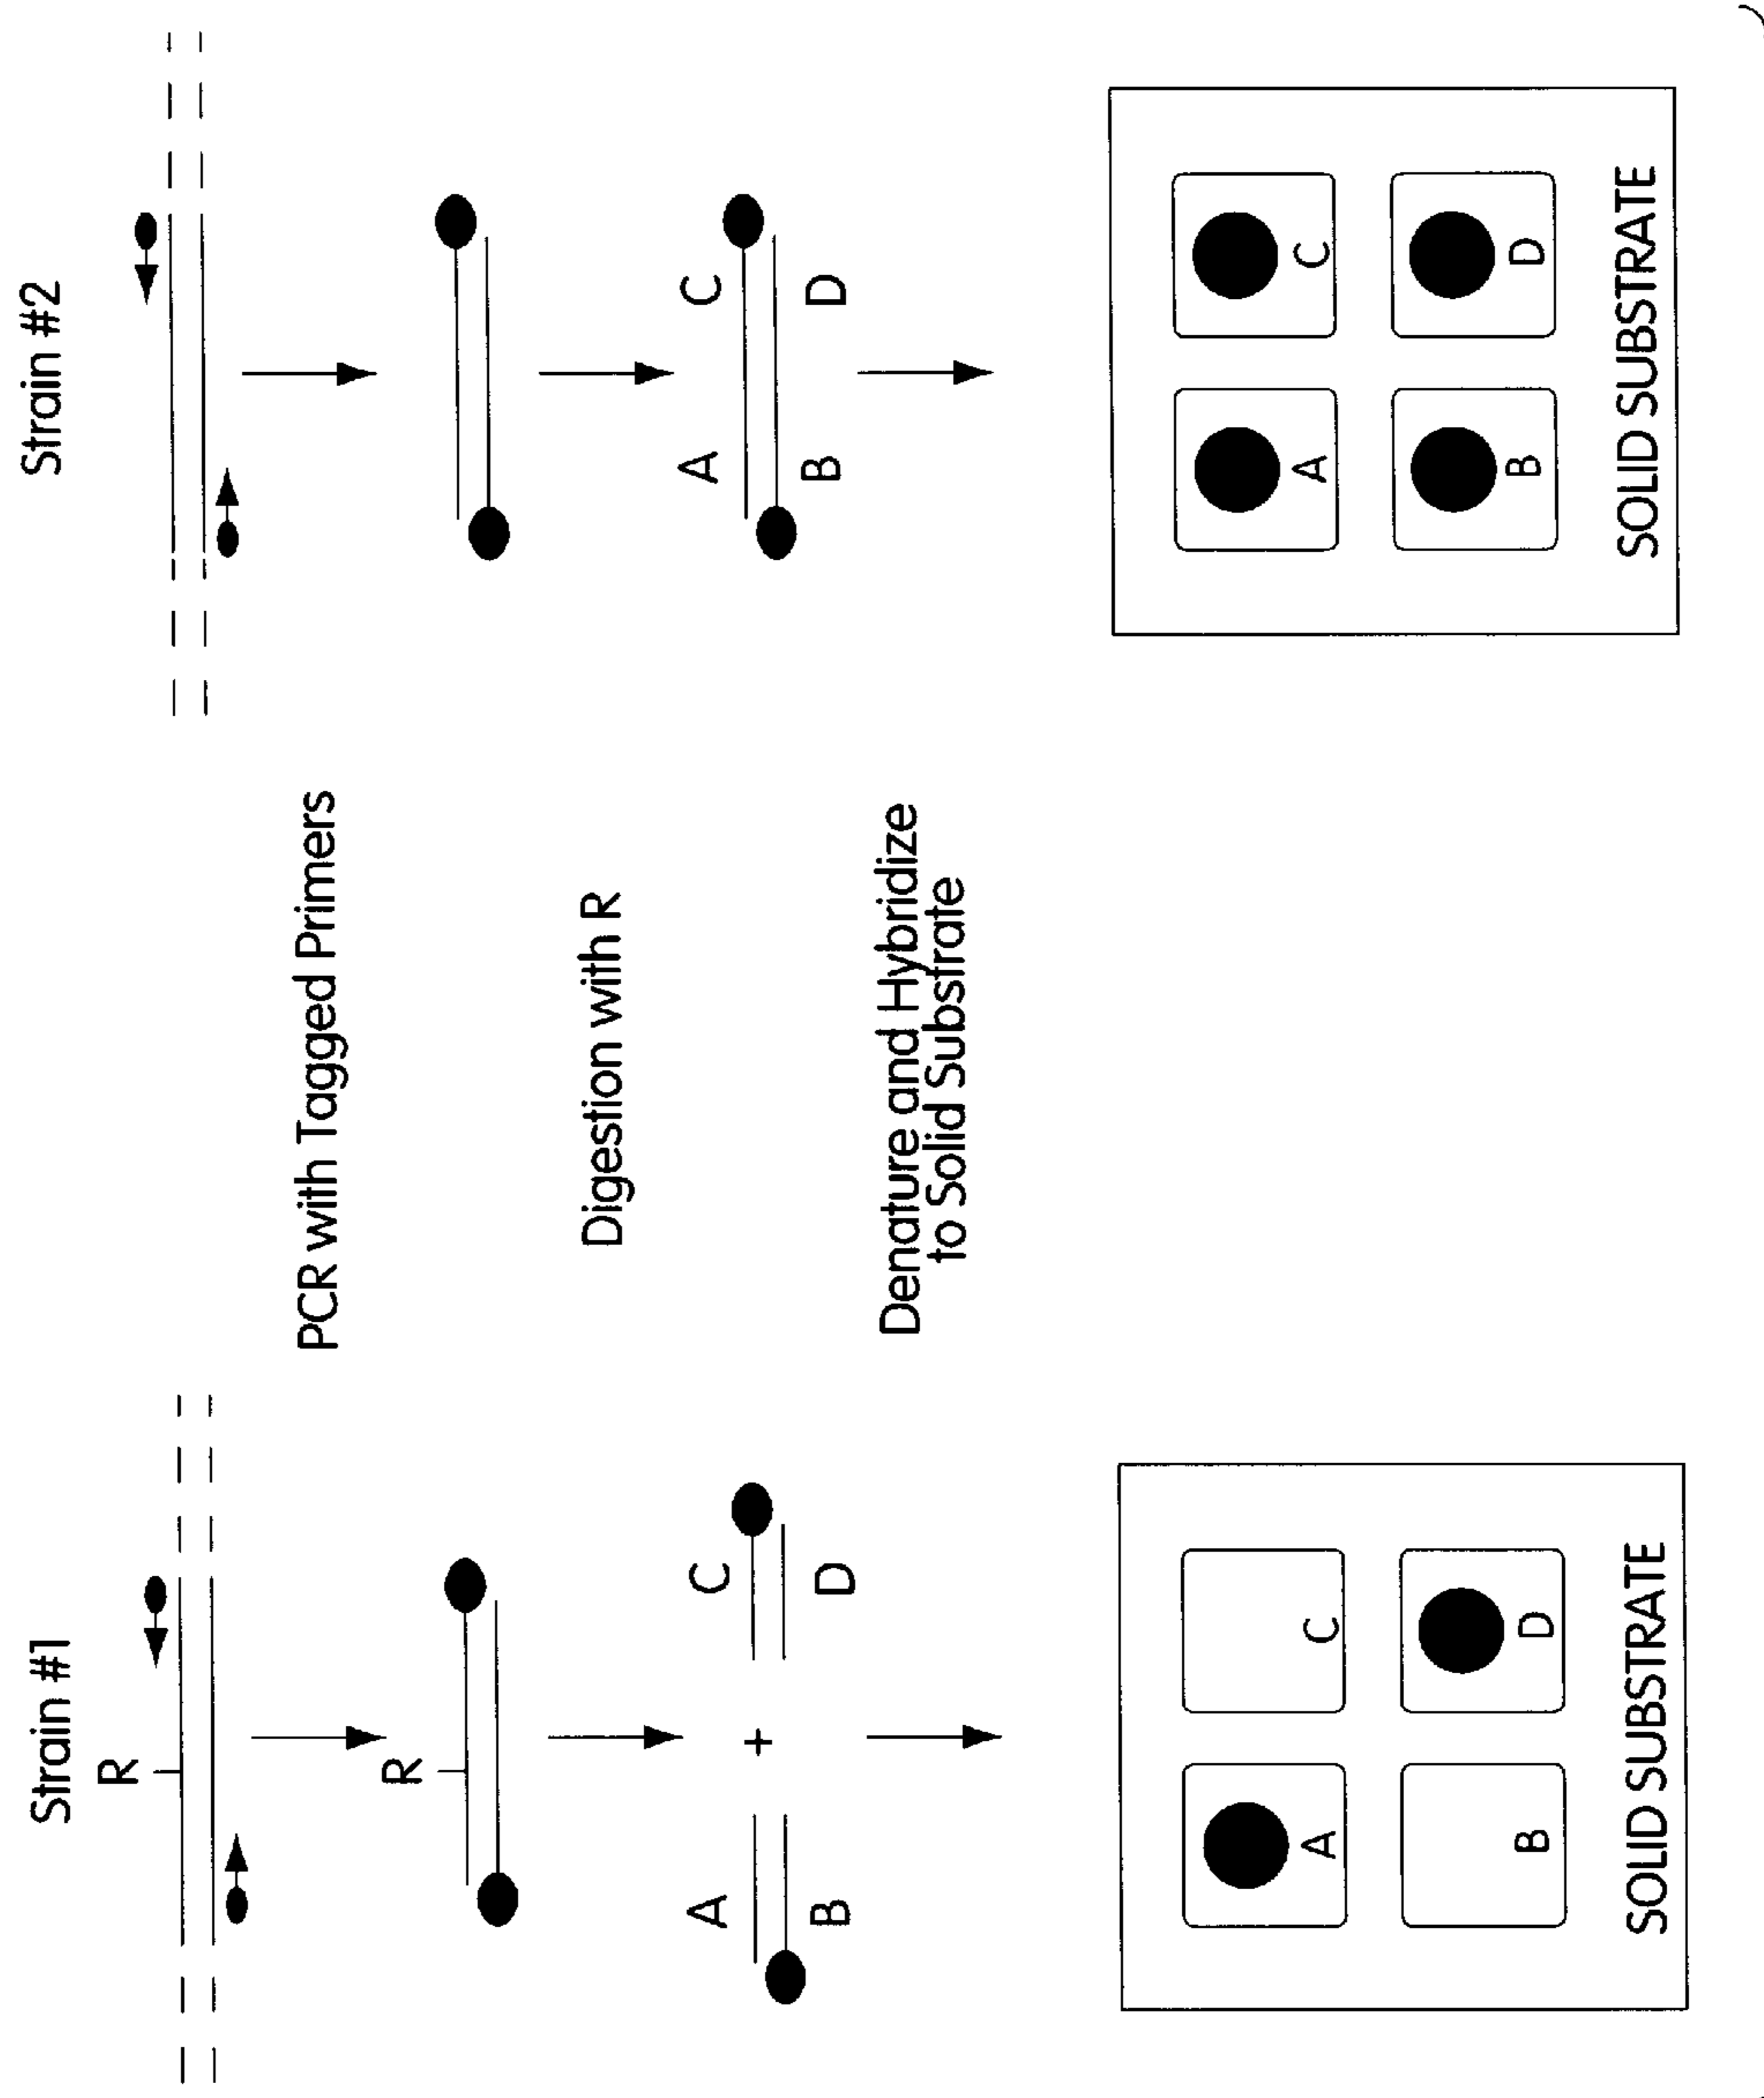 Strain #1
Strain #2
R
PCR with Tagged Primers
R
Digestion with R
A
C
+
B
D
A
C
B
D
Denature and Hybridize
to Solid Substrate
A
C
B
D
SOLID SUBSTRATE
A
C
B
D
SOLID SUBSTRATE